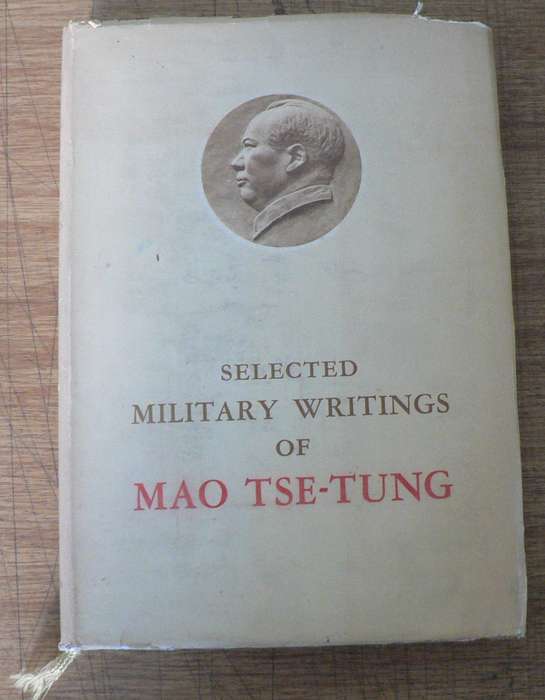 SELECTED
MILITARY WRITINGS
OF
MAO TSE-TUNG